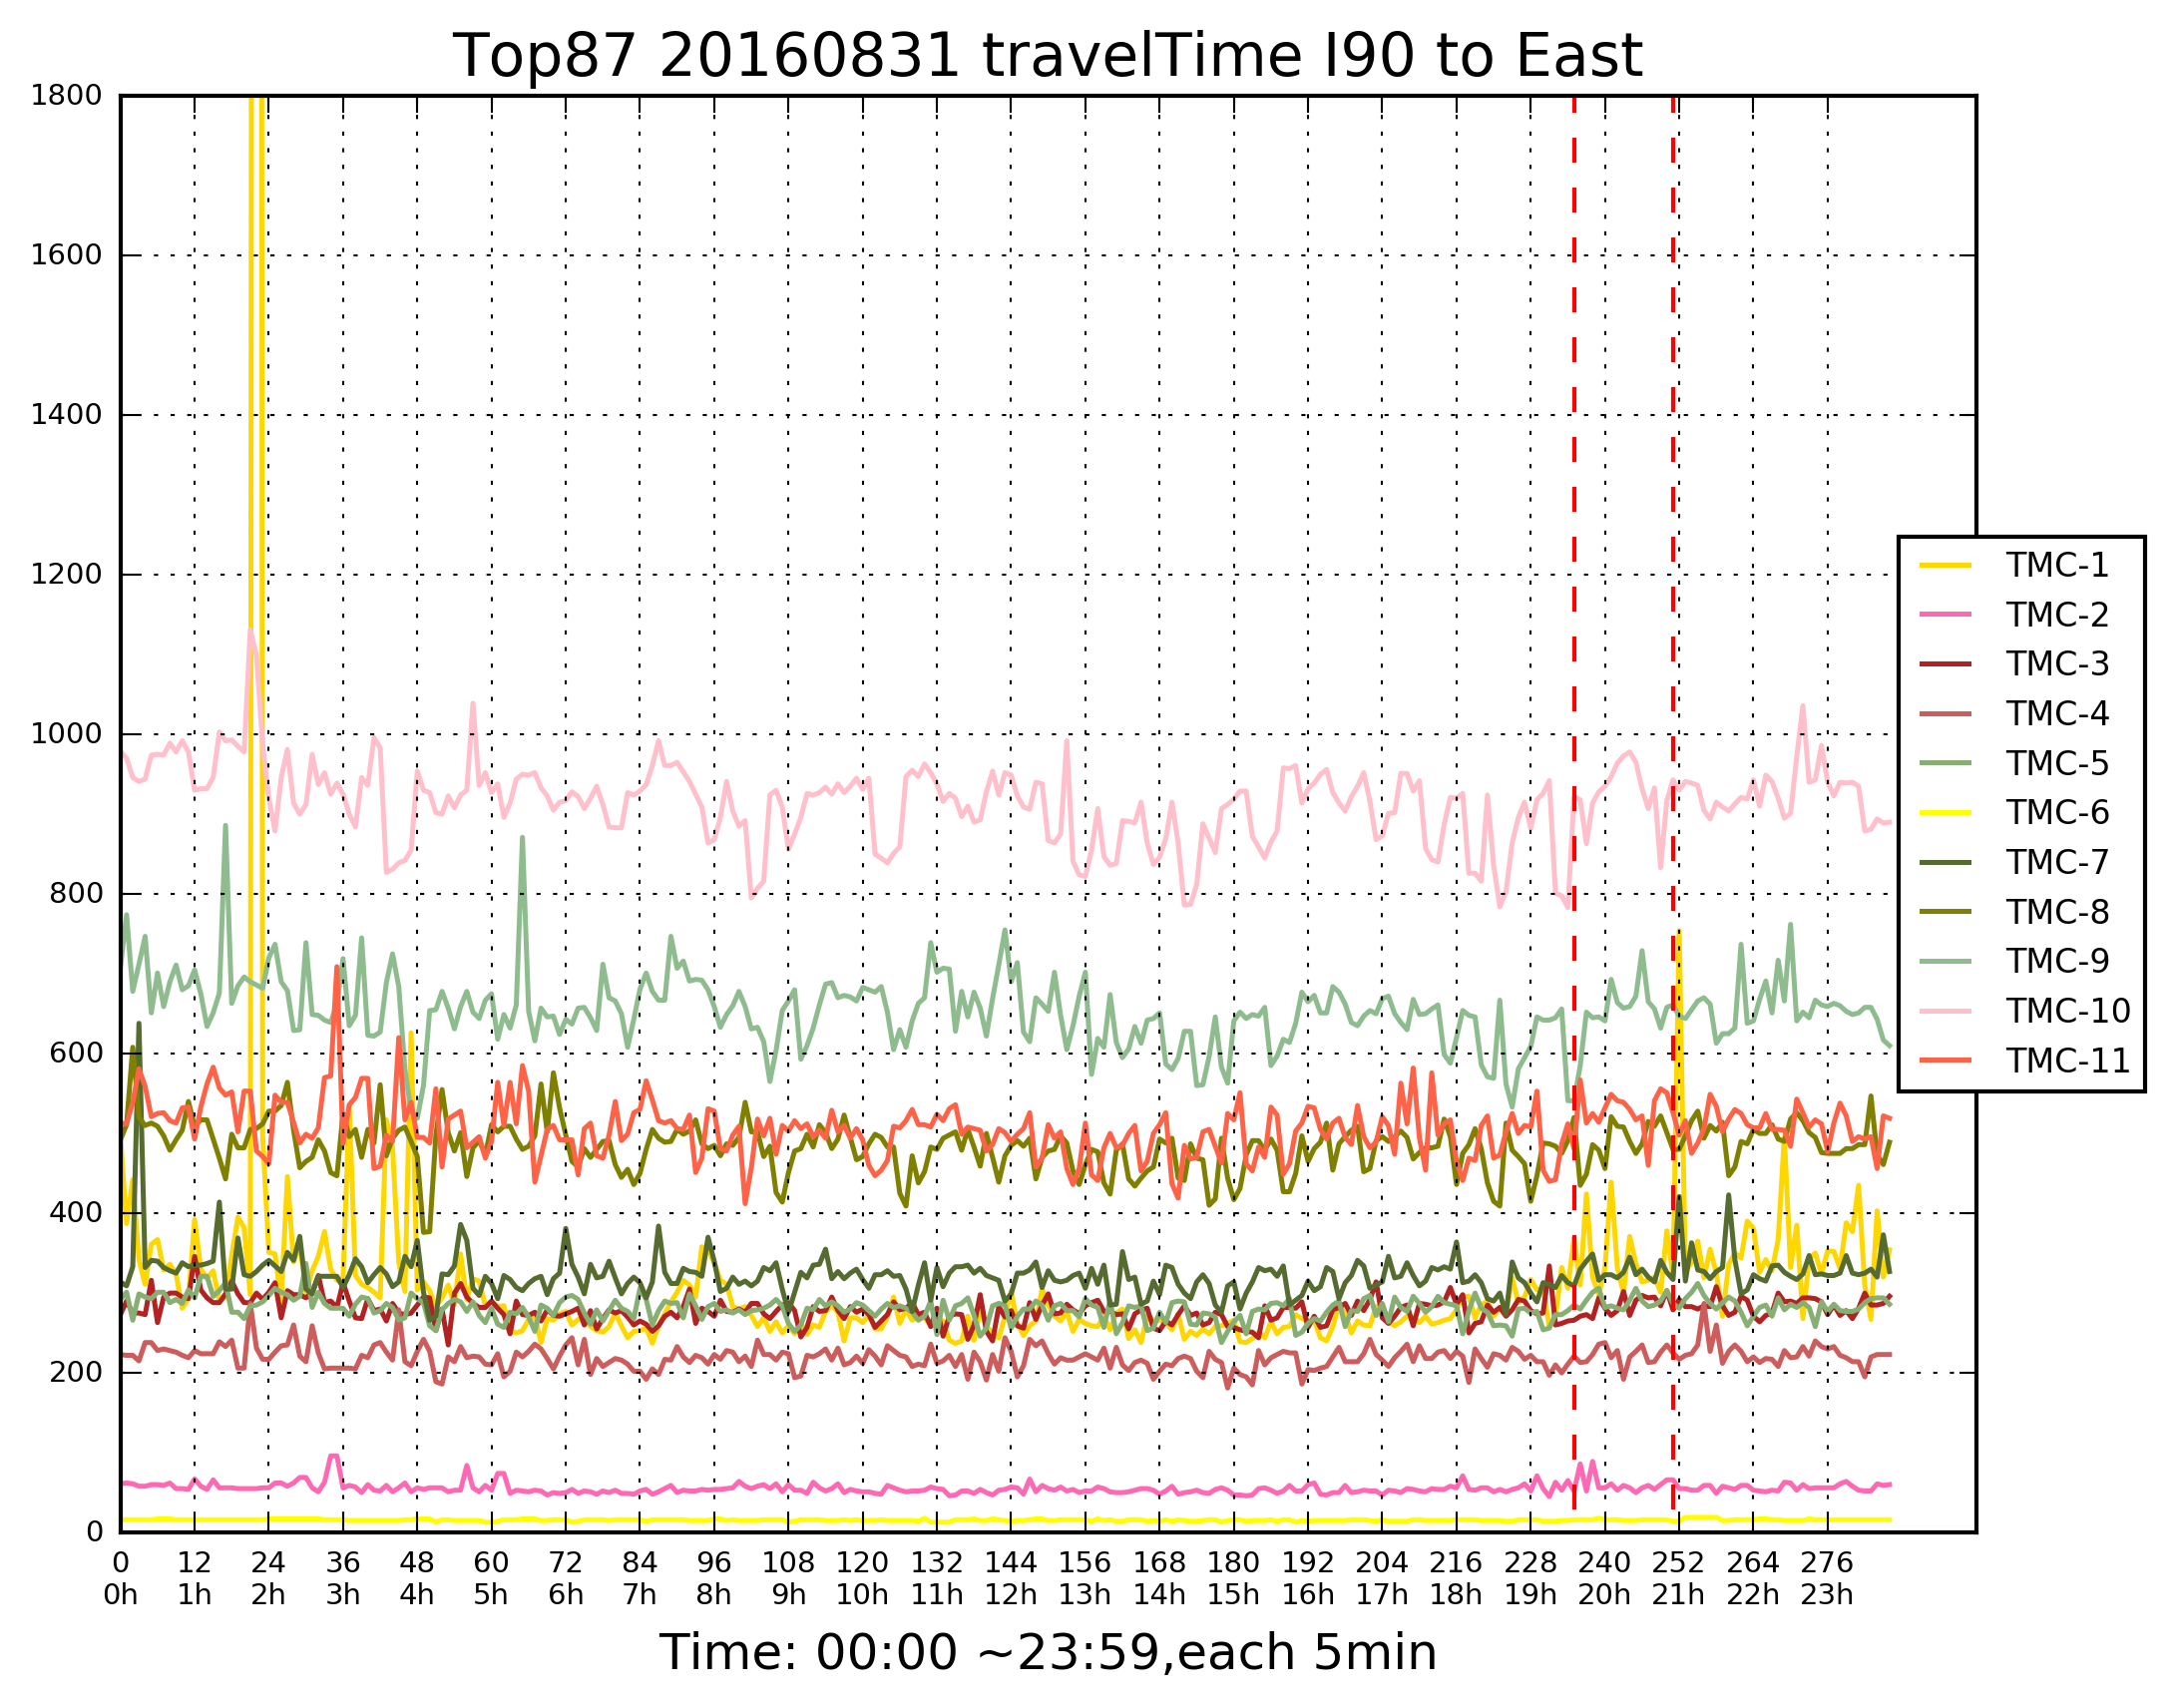 Top87 20160831 travelTime I90 to East
1800
1600
1400
1200
1000
800
600
400
200
0
TMC-1
TMC-2
TMC-3
TMC-4
TMC-5
TMC-6
TMC-7
TMC-8
TMC-9
TMC-10
TMC-11
0 12 24 36 48 60 72 84 96 108 120 132 144 156 168 180 192 204 216 228 240 252 264 276
0h 1h 2h 3h 4h 5h 6h 7h 8h 9h 10h 11h 12h 13h 14h 15h 16h 17h 18h 19h 20h 21h 22h 23h
Time: 00:00 ~23:59,each 5min